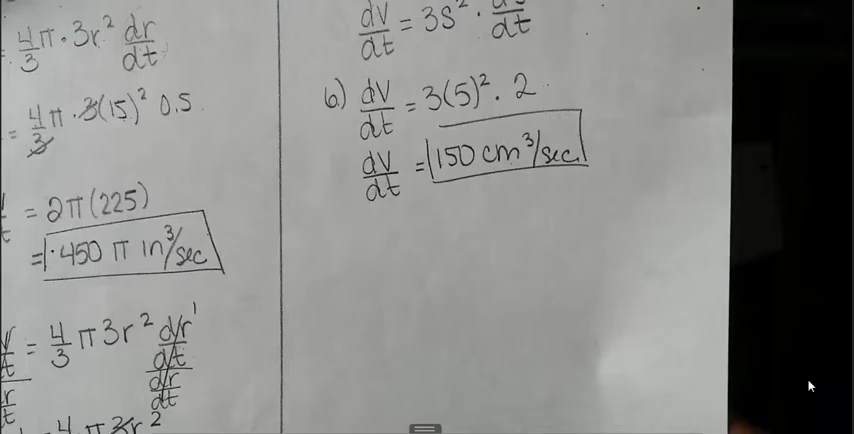 = 4/3 π · 3r² dr/dt
= 4/3 π · 3(15)² 0.5
= 2π(225)
= 450 π in³/sec
= 4/3 π 3r² dr/dt
dr/dt
4 π 3r²
dv/dt = 3s² · ds/dt
b) dv/dt = 3(5)² · 2
dv/dt = 150 cm³/sec